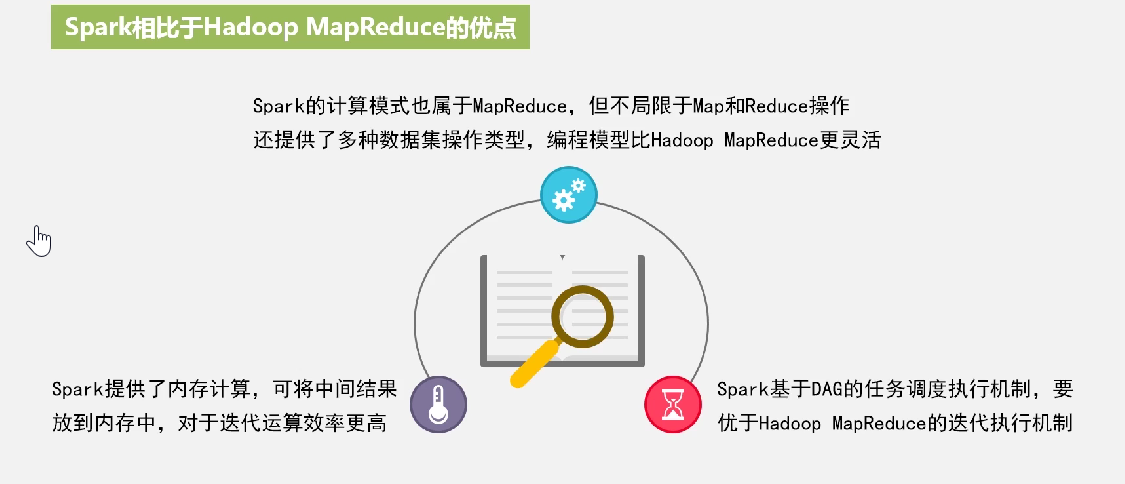 Spark相比于Hadoop MapReduce的优点
Spark的计算模式也属于MapReduce，但不局限于Map和Reduce操作
还提供了多种数据集操作类型，编程模型比Hadoop MapReduce更灵活
Spark提供了内存计算，可将中间结果
放到内存中，对于迭代运算效率更高
Spark基于DAG的任务调度执行机制，要
优于Hadoop MapReduce的迭代执行机制